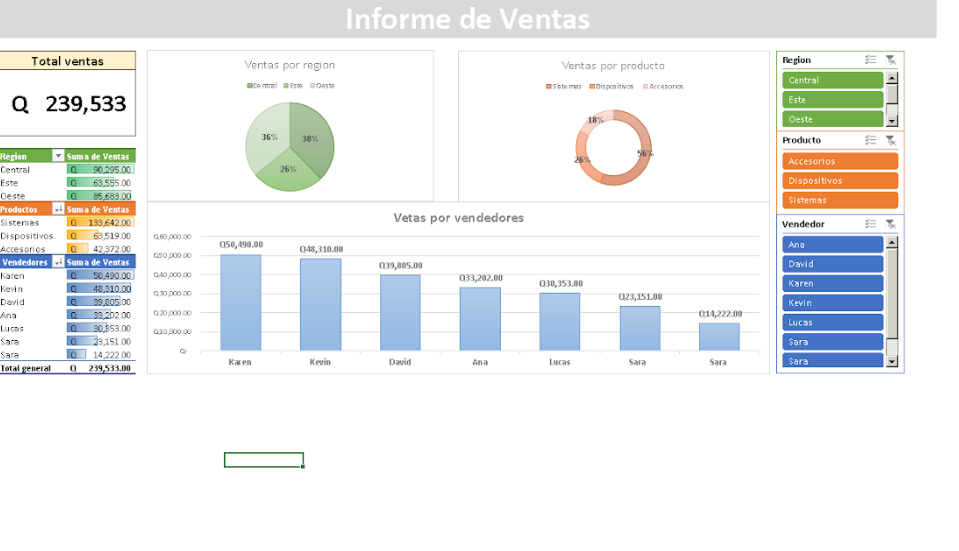 Informe de Ventas
Total ventas
Q 239,533
Region Suma de Ventas
Central Q 90,295.00
Este Q 63,555.00
Oeste Q 85,683.00
Productos Suma de Ventas
Sistemas Q 133,642.00
Dispositivos Q 63,519.00
Accesorios Q 42,372.00
Vendedores Suma de Ventas
Karen Q 50,490.00
Kevin Q 48,310.00
David Q 39,805.00
Ana Q 33,202.00
Lucas Q 30,353.00
Sara Q 23,151.00
Sara Q 14,222.00
Total general Q 239,533.00
Ventas por region
Central Este Oeste
36% 38%
26%
Ventas por producto
Sistemas Dispositivos Accesorios
18%
26% 56%
Vetas por vendedores
Q60,000.00
Q50,000.00
Q40,000.00
Q30,000.00
Q20,000.00
Q10,000.00
Q-
Q50,490.00 Q48,310.00 Q39,805.00 Q33,202.00 Q30,353.00 Q23,151.00 Q14,222.00
Karen Kevin David Ana Lucas Sara Sara
Region
Central
Este
Oeste
Producto
Accesorios
Dispositivos
Sistemas
Vendedor
Ana
David
Karen
Kevin
Lucas
Sara
Sara